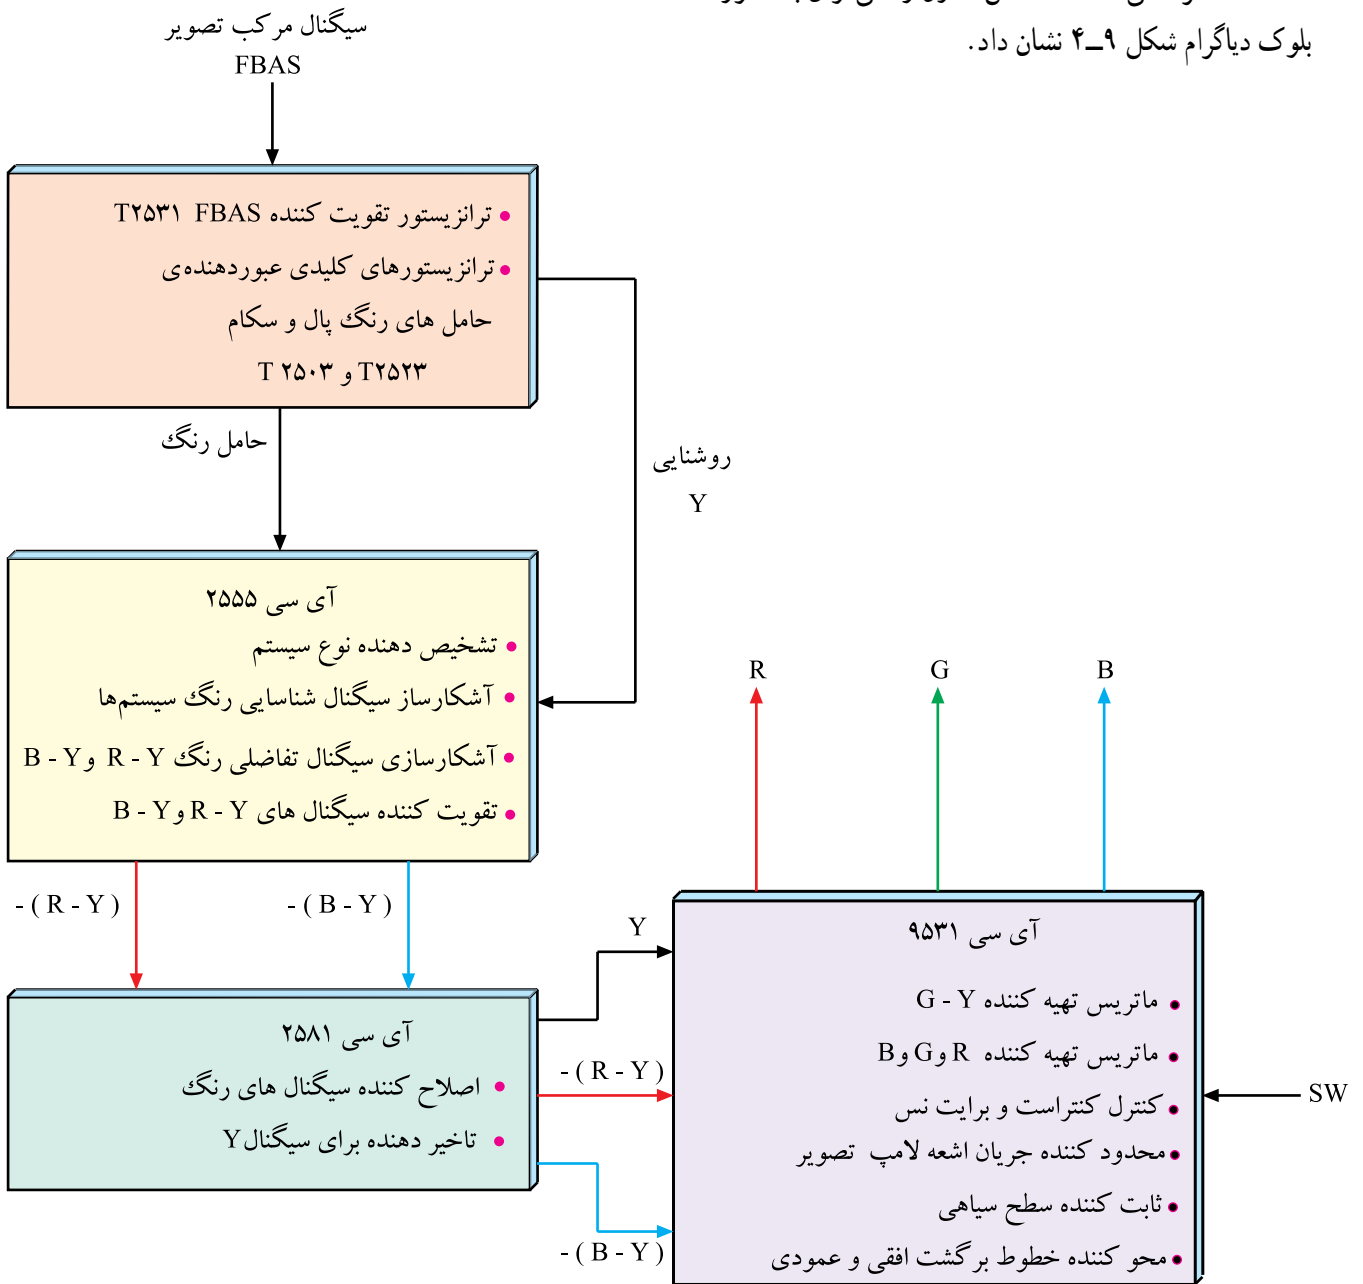 بلوک دیاگرام شکل ۹ــ۴ نشان داد.
سیگنال مرکب تصویر
FBAS
• ترانزیستور تقویت کننده T۲۵۳۱ FBAS
• ترانزیستورهای کلیدی عبوردهنده‌ی
حامل های رنگ پال و سکام
T۲۵۲۳ و T ۲۵۰۳
حامل رنگ
روشنایی
Y
آی سی ۲۵۵۵
• تشخیص دهنده نوع سیستم
• آشکارساز سیگنال شناسایی رنگ سیستم‌ها
• آشکارسازی سیگنال تفاضلی رنگ R - Y و B - Y
• تقویت کننده سیگنال های R - Y و B - Y
- ( R - Y )
- ( B - Y )
آی سی ۲۵۸۱
• اصلاح کننده سیگنال های رنگ
• تاخیر دهنده برای سیگنال Y
Y
- ( R - Y )
- ( B - Y )
R
G
B
آی سی ۹۵۳۱
• ماتریس تهیه کننده G - Y
• ماتریس تهیه کننده R و G و B
• کنترل کنتراست و برایت نس
• محدود کننده جریان اشعه لامپ تصویر
• ثابت کننده سطح سیاهی
• محو کننده خطوط برگشت افقی و عمودی
SW